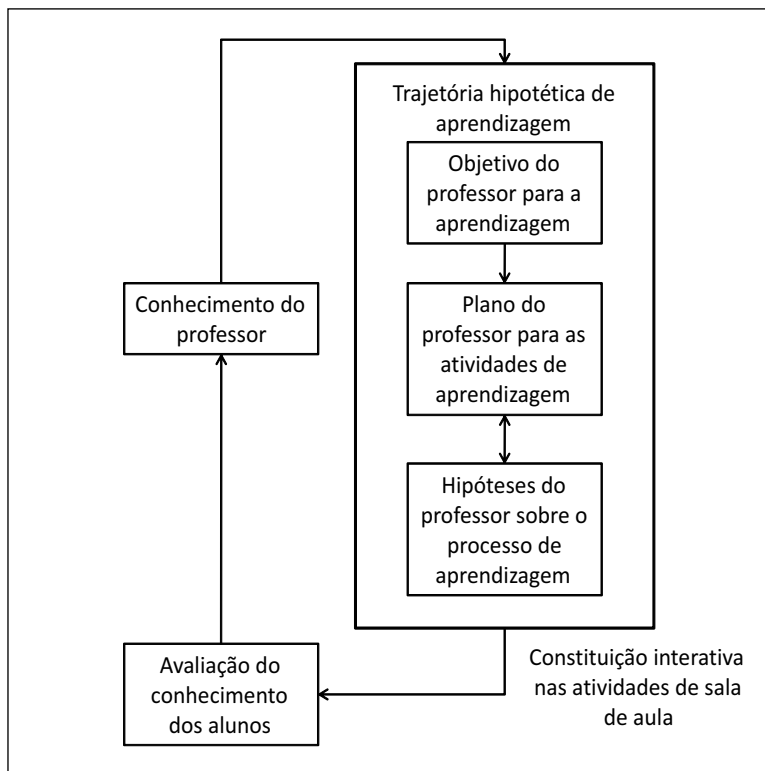 Trajetória hipotética de
aprendizagem
Objetivo do
professor para a
aprendizagem
Conhecimento do
professor
Plano do
professor para as
atividades de
aprendizagem
Hipóteses do
professor sobre o
processo de
aprendizagem
Avaliação do
conhecimento
dos alunos
Constituição interativa
nas atividades de sala
de aula